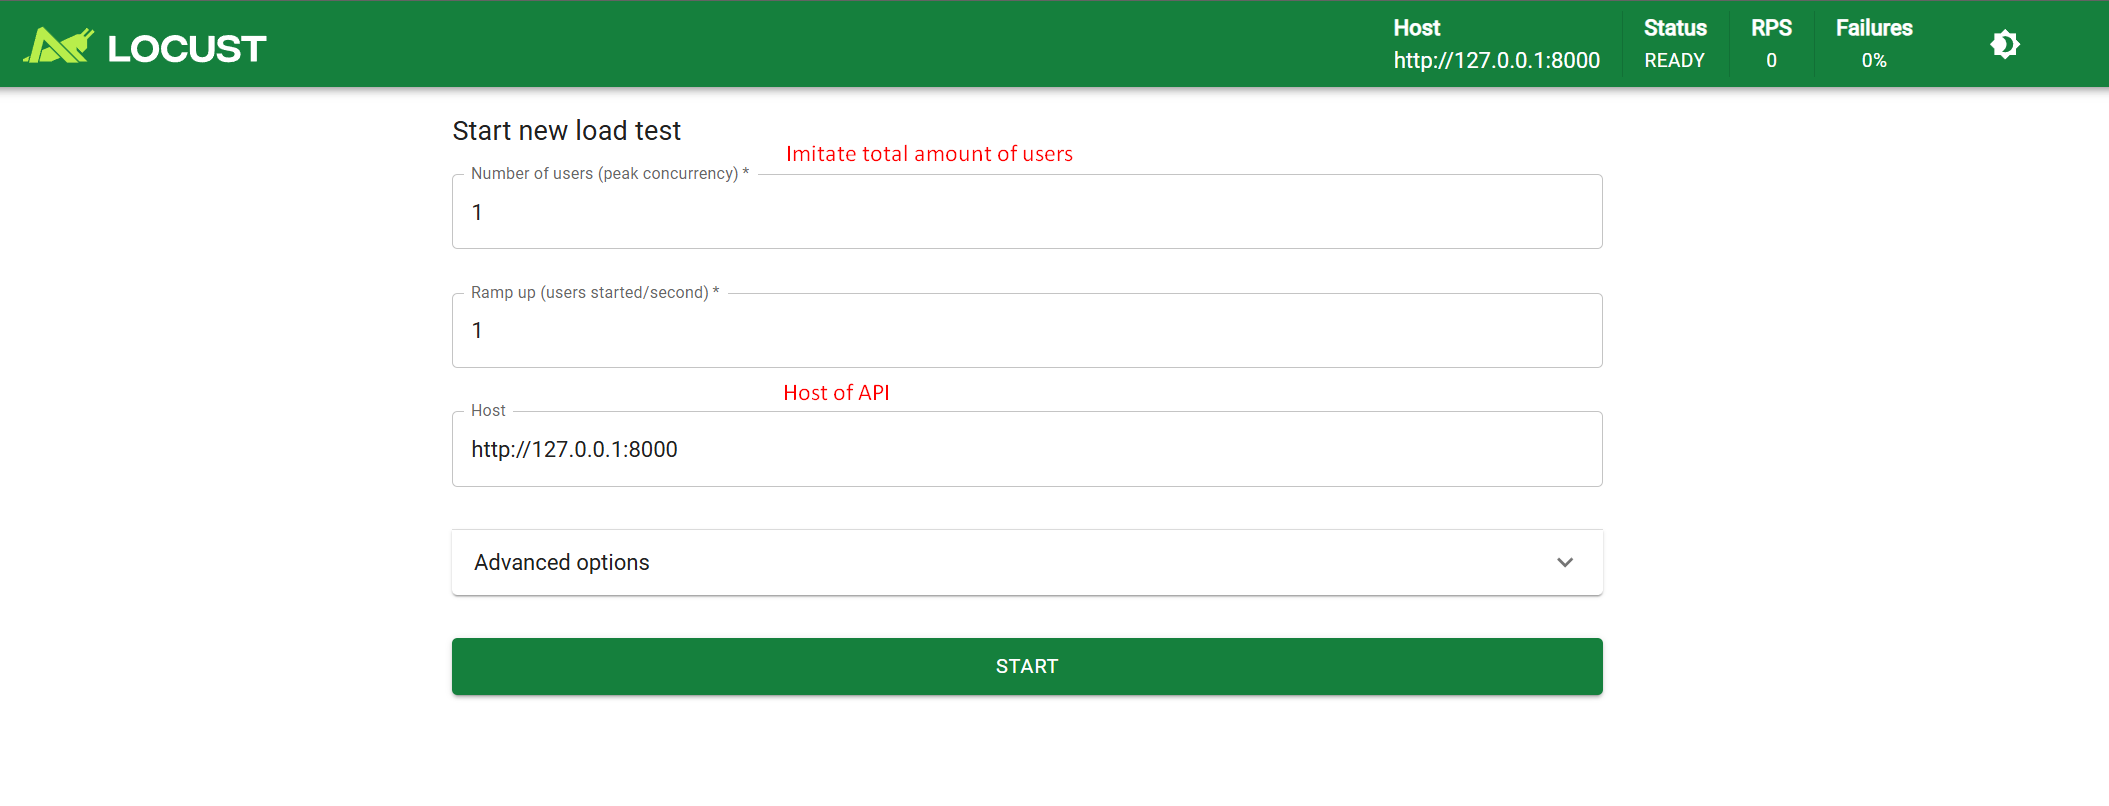 LOCUST
Host
http://127.0.0.1:8000
Status
READY
RPS
0
Failures
0%
Start new load test
Imitate total amount of users
Number of users (peak concurrency) *
1
Ramp up (users started/second) *
1
Host of API
Host
http://127.0.0.1:8000
Advanced options
START